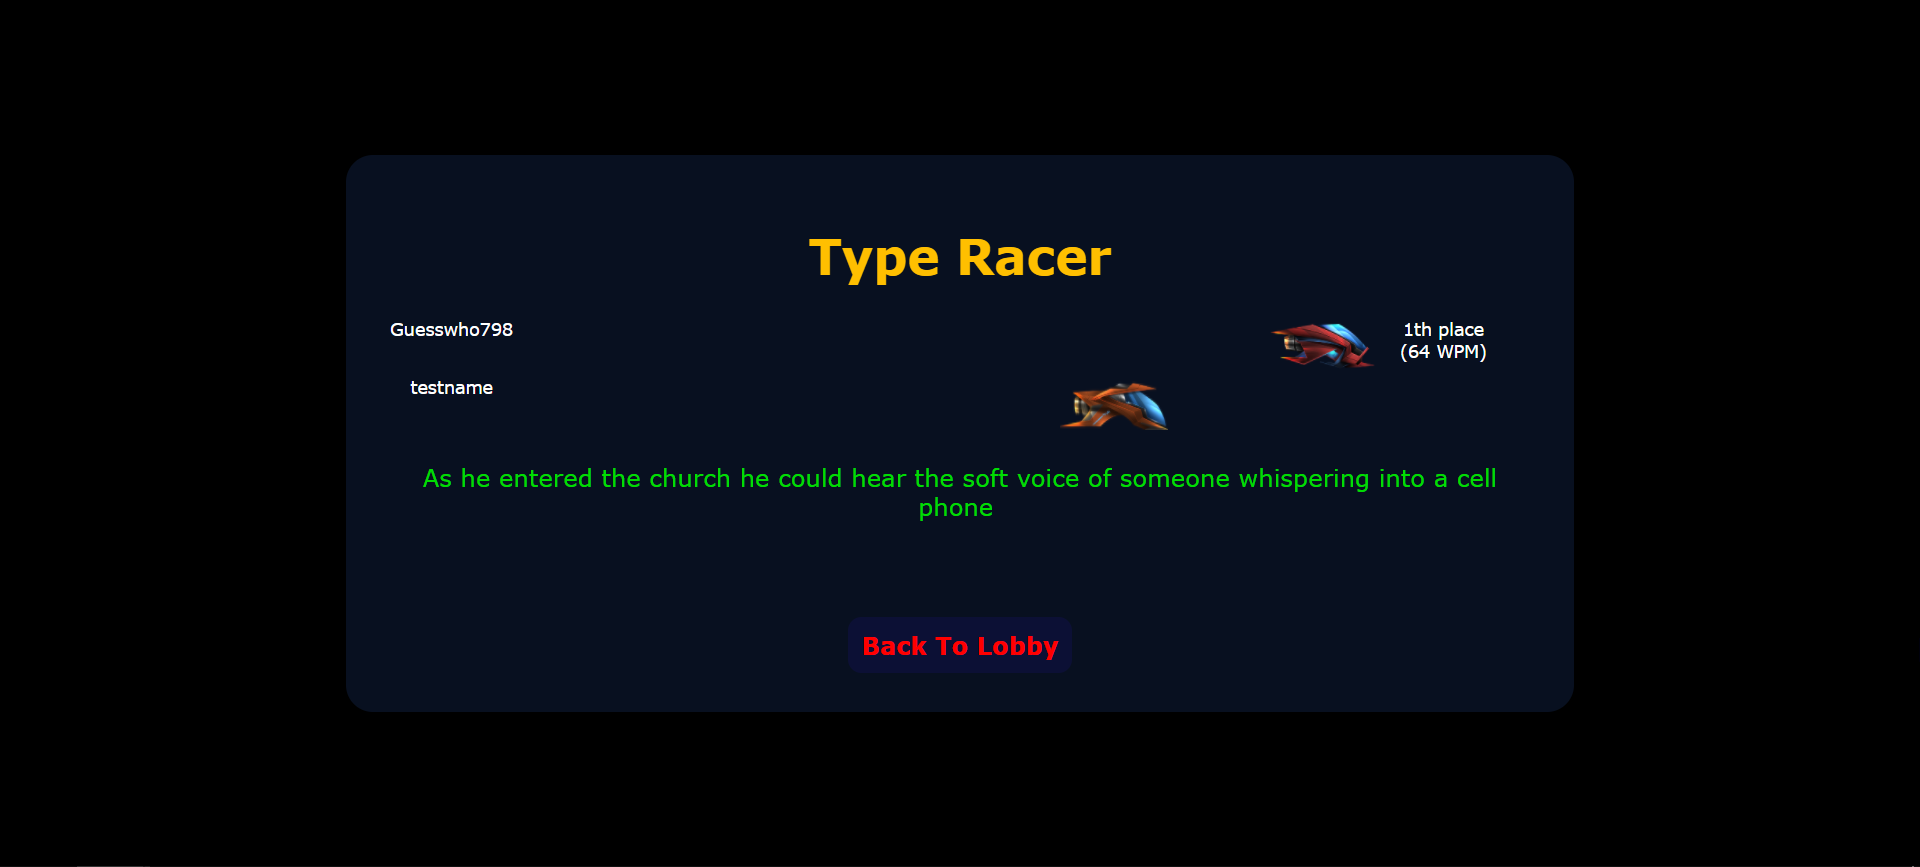 Type Racer
Guesswho798
1th place
(64 WPM)
testname
As he entered the church he could hear the soft voice of someone whispering into a cell
phone
Back To Lobby